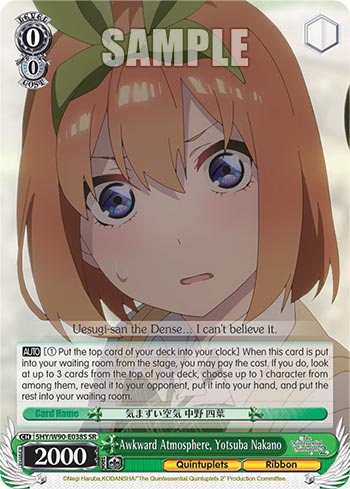 LEVEL
0
0
COST
SAMPLE
Uesugi-san the Dense... I can't believe it.
AUTO [① Put the top card of your deck into your clock] When this card is put
into your waiting room from the stage, you may pay the cost. If you do, look
at up to 3 cards from the top of your deck, choose up to 1 character from
among them, reveal it to your opponent, put it into your hand, and put the
rest into your waiting room.
Card Name
気まずい空気 中野 四葉
CH 5HY/W90-E038S SR
Awkward Atmosphere, Yotsuba Nakano
2000
Quintuplets
Ribbon
©Negi Haruba,KODANSHA/"The Quintessential Quintuplets 2" Production Committee.